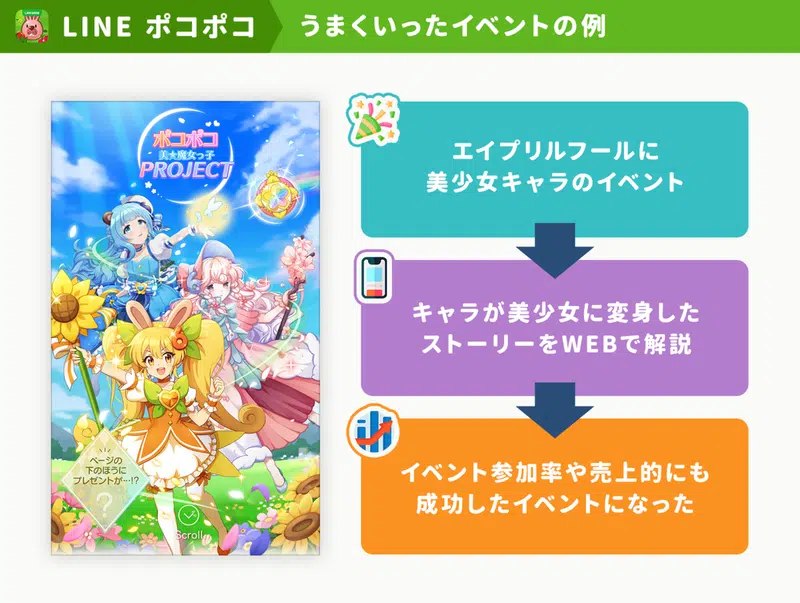 LINE ポコポコ
うまくいったイベントの例
ポコポコ
美★魔女っ子
PROJECT
ページの
下のほうに
プレゼントが…!?
?
Scroll
エイプリルフールに
美少女キャラのイベント
キャラが美少女に変身した
ストーリーをWEBで解説
イベント参加率や売上的にも
成功したイベントになった